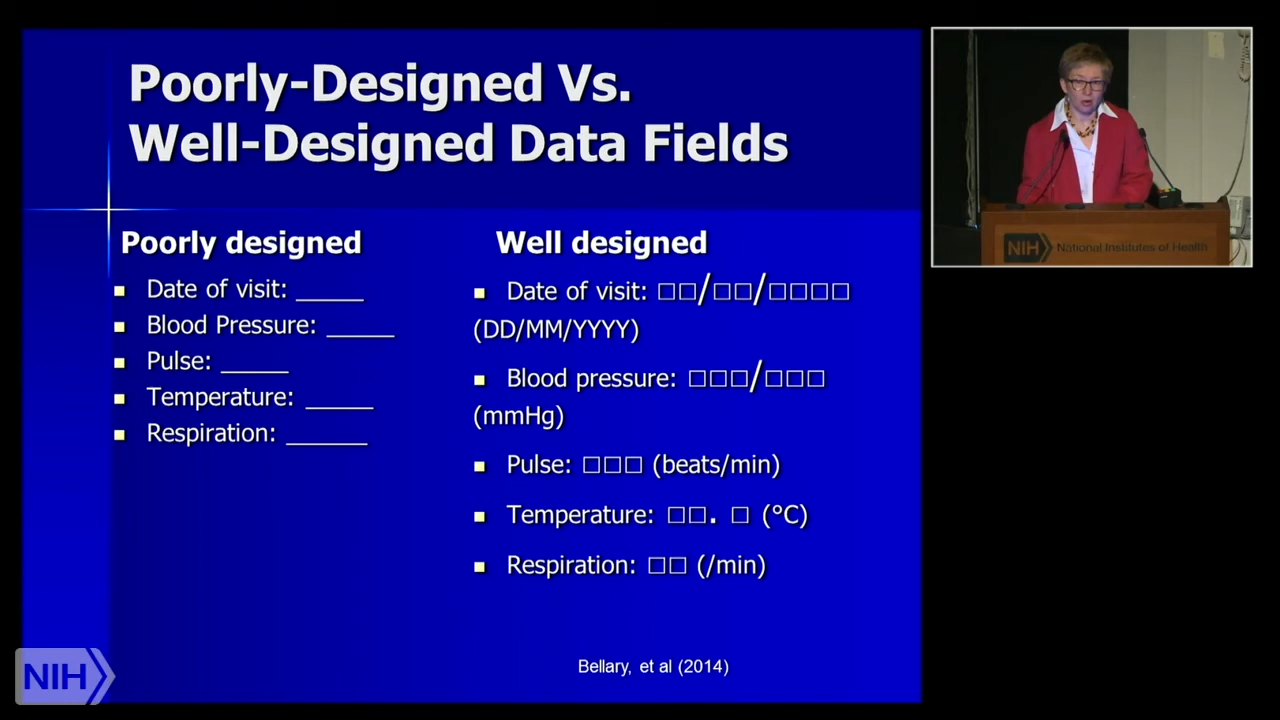 Poorly-Designed Vs.
Well-Designed Data Fields
Poorly designed
■ Date of visit: _____
■ Blood Pressure: _____
■ Pulse: _____
■ Temperature: _____
■ Respiration: ______
Well designed
■ Date of visit: □□/□□/□□□□
(DD/MM/YYYY)
■ Blood pressure: □□□/□□□
(mmHg)
■ Pulse: □□□ (beats/min)
■ Temperature: □□. □ (°C)
■ Respiration: □□ (/min)
Bellary, et al (2014)
NIH
NIH National Institutes of Health